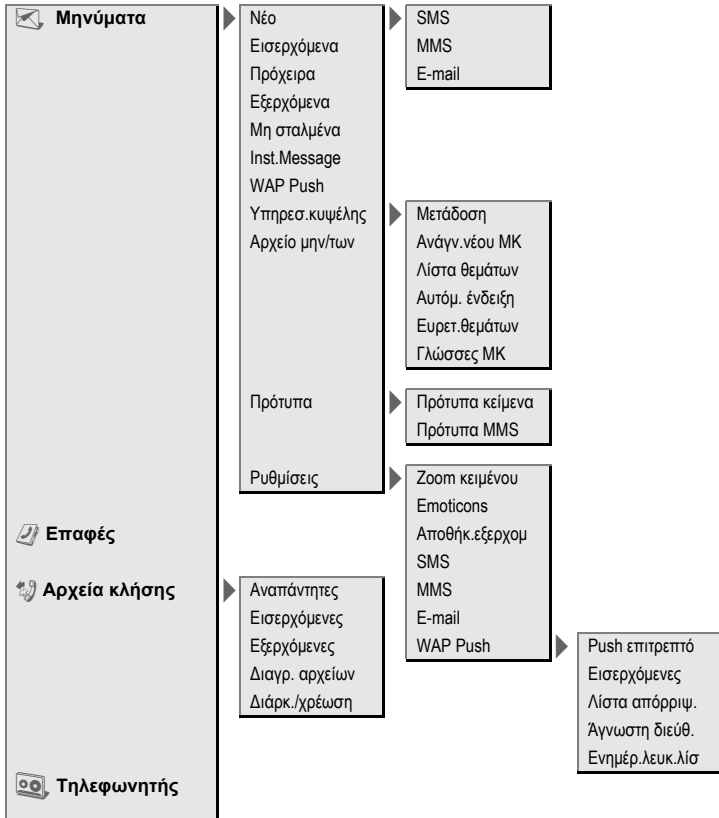 Μηνύματα
Νέο
Εισερχόμενα
Πρόχειρα
Εξερχόμενα
Μη σταλμένα
Inst.Message
WAP Push
Υπηρεσ.κυψέλης
Αρχείο μην/των
Πρότυπα
Ρυθμίσεις
SMS
MMS
E-mail
Μετάδοση
Ανάγν.νέου ΜΚ
Λίστα θεμάτων
Αυτόμ. ένδειξη
Ευρετ.θεμάτων
Γλώσσες ΜΚ
Πρότυπα κείμενα
Πρότυπα MMS
Zoom κειμένου
Emoticons
Αποθήκ.εξερχομ
SMS
MMS
E-mail
WAP Push
Push επιτρεπτό
Εισερχόμενες
Λίστα απόρριψ.
Άγνωστη διεύθ.
Ενημέρ.λευκ.λίσ
Επαφές
Αρχεία κλήσης
Αναπάντητες
Εισερχόμενες
Εξερχόμενες
Διαγρ. αρχείων
Διάρκ./χρέωση
Τηλεφωνητής